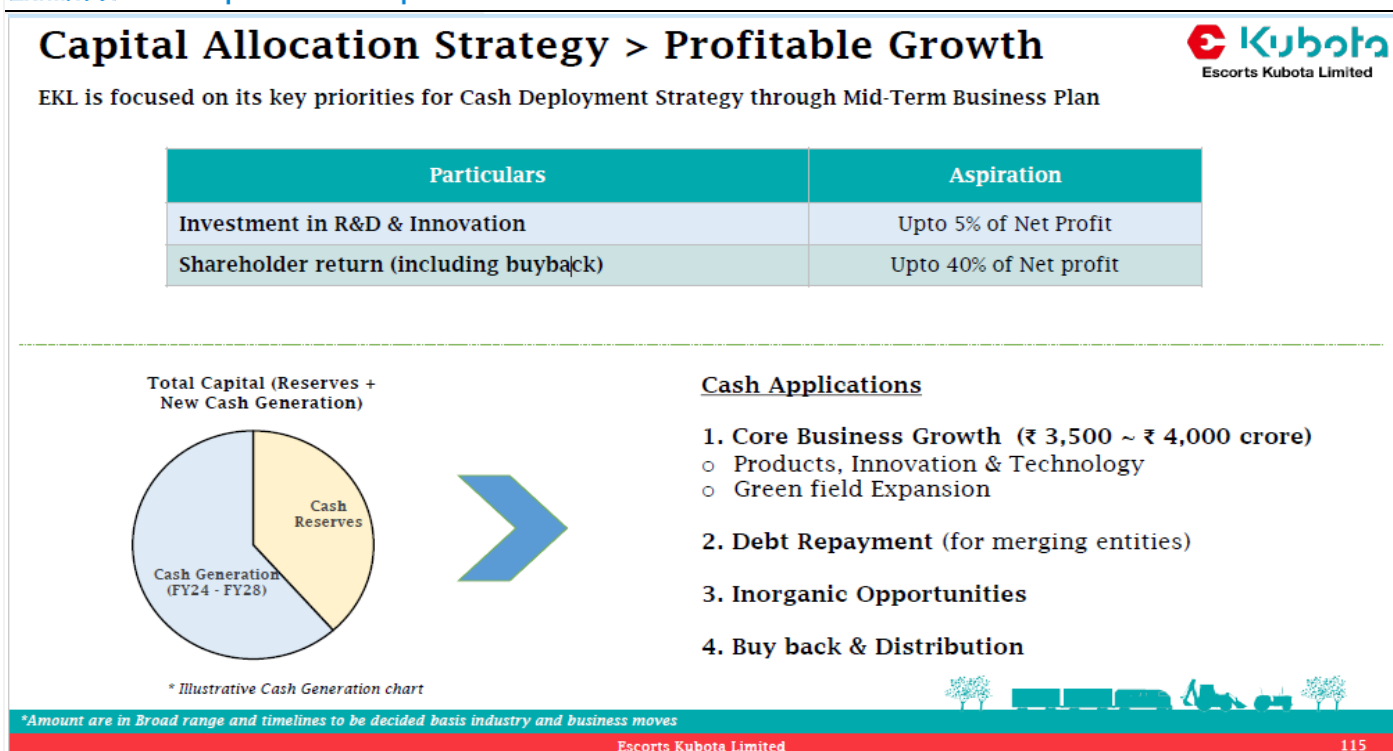 Capital Allocation Strategy > Profitable Growth
Kubota
Escorts Kubota Limited
EKL is focused on its key priorities for Cash Deployment Strategy through Mid-Term Business Plan
Particulars Aspiration
Investment in R&D & Innovation Upto 5% of Net Profit
Shareholder return (including buyback) Upto 40% of Net profit
Total Capital (Reserves +
New Cash Generation)
Cash
Reserves
Cash Generation
(FY24 - FY28)
* Illustrative Cash Generation chart
Cash Applications
1. Core Business Growth (₹ 3,500 ~ ₹ 4,000 crore)
o Products, Innovation & Technology
o Green field Expansion
2. Debt Repayment (for merging entities)
3. Inorganic Opportunities
4. Buy back & Distribution
*Amount are in Broad range and timelines to be decided basis industry and business moves
Escorts Kubota Limited 115